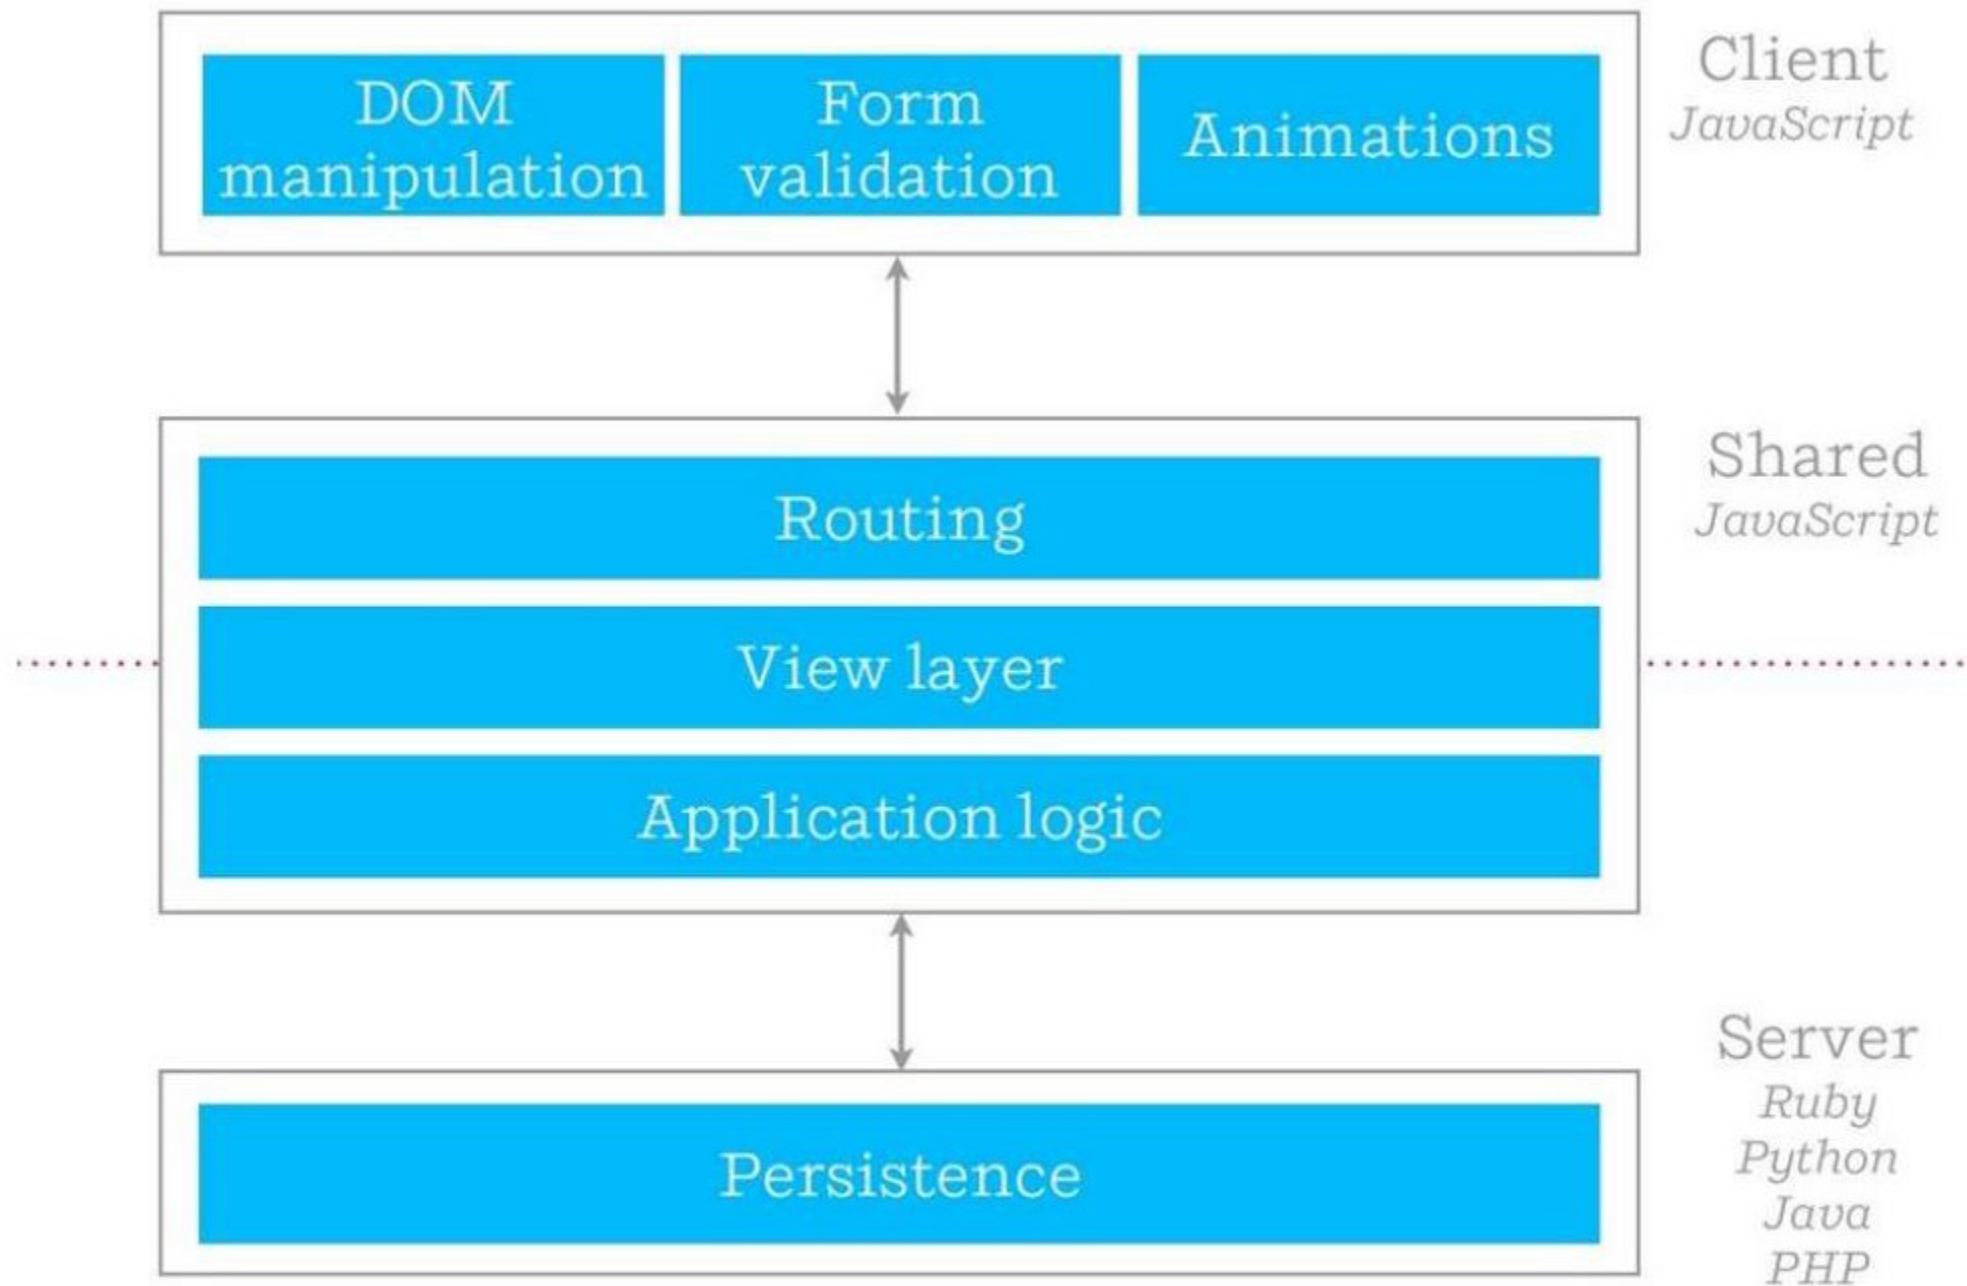 DOM
manipulation
Form
validation
Animations
Client
JavaScript
Routing
View layer
Application logic
Shared
JavaScript
Persistence
Server
Ruby
Python
Java
PHP